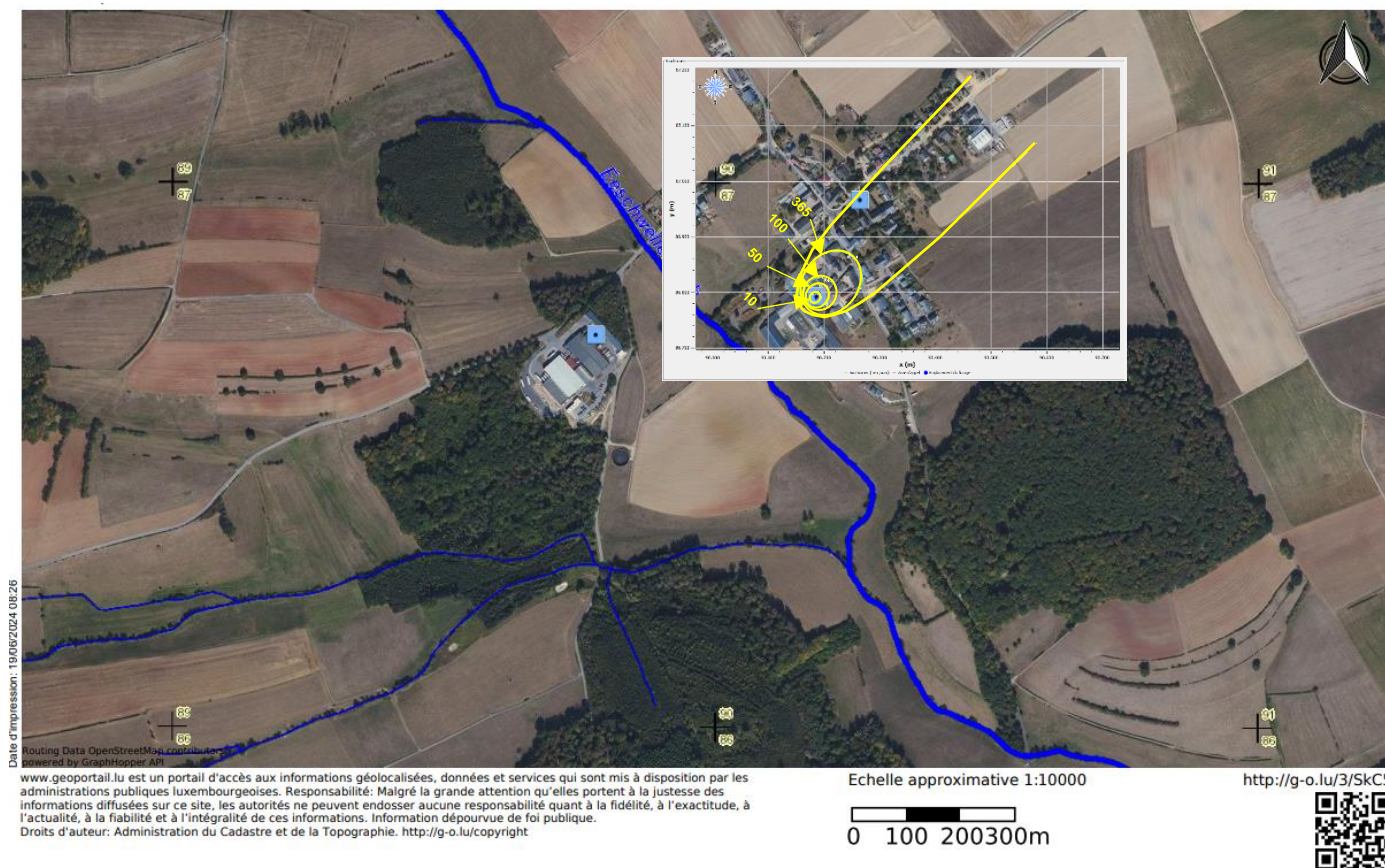 89
87
90
87
91
87
Eeschweile
365
100
50
10
y (m)
x (m)
89
86
90
86
91
86
Date d'impression: 19/06/2024 08:26
Routing Data OpenStreetMap contributors
powered by GraphHopper API
www.geoportail.lu est un portail d'accès aux informations géolocalisées, données et services qui sont mis à disposition par les
administrations publiques luxembourgeoises. Responsabilité: Malgré la grande attention qu'elles portent à la justesse des
informations diffusées sur ce site, les autorités ne peuvent endosser aucune responsabilité quant à la fidélité, à l'exactitude, à
l'actualité, à la fiabilité et à l'intégralité de ces informations. Information dépourvue de foi publique.
Droits d'auteur: Administration du Cadastre et de la Topographie. http://g-o.lu/copyright
Echelle approximative 1:10000
0 100 200300m
http://g-o.lu/3/SkC5